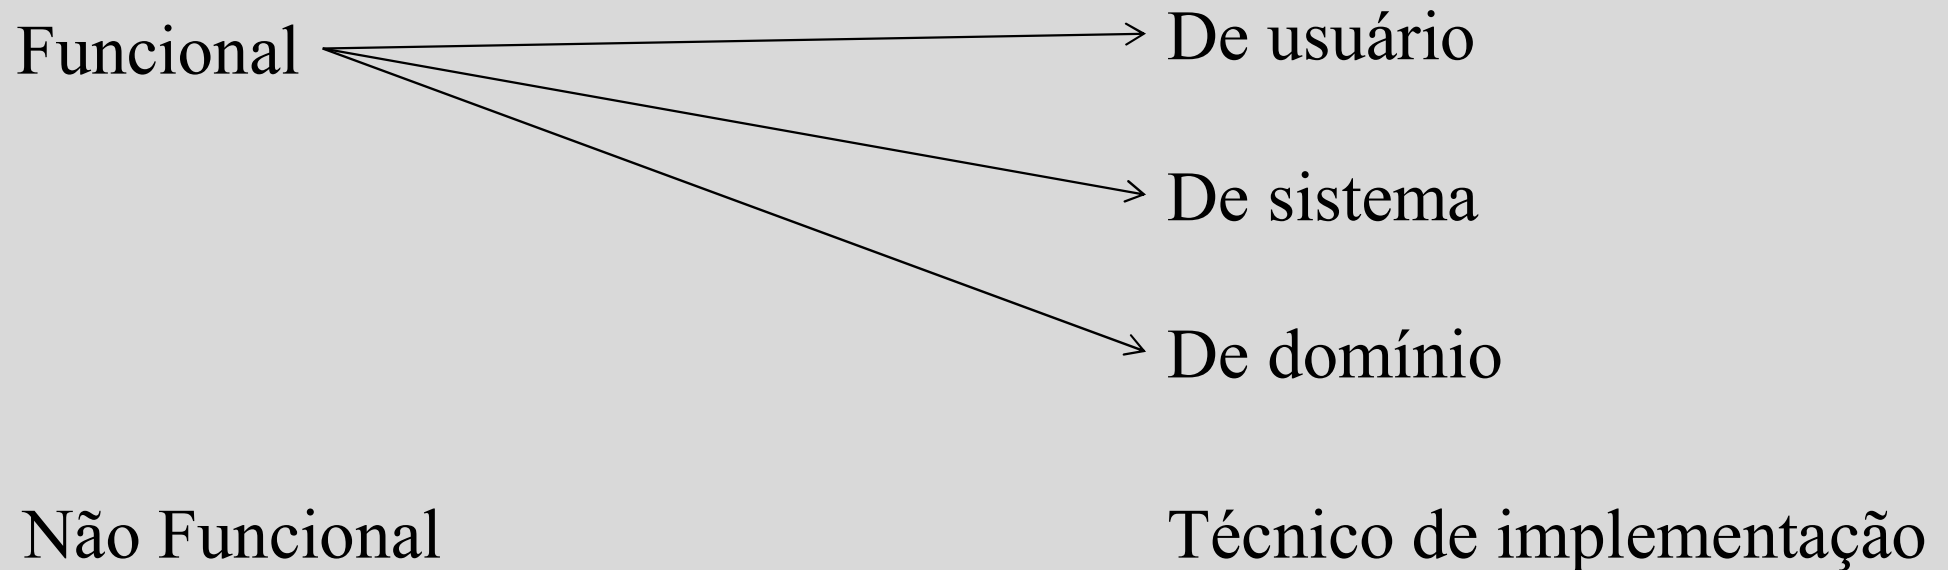 Funcional
De usuário
De sistema
De domínio
Não Funcional
Técnico de implementação